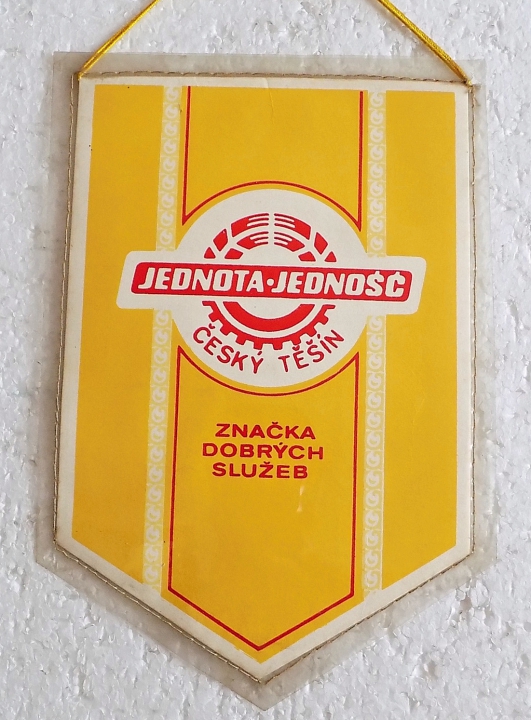 JEDNOTA·JEDNOŚĆ
ČESKÝ TĚŠÍN
ZNAČKA
DOBRÝCH
SLUŽEB